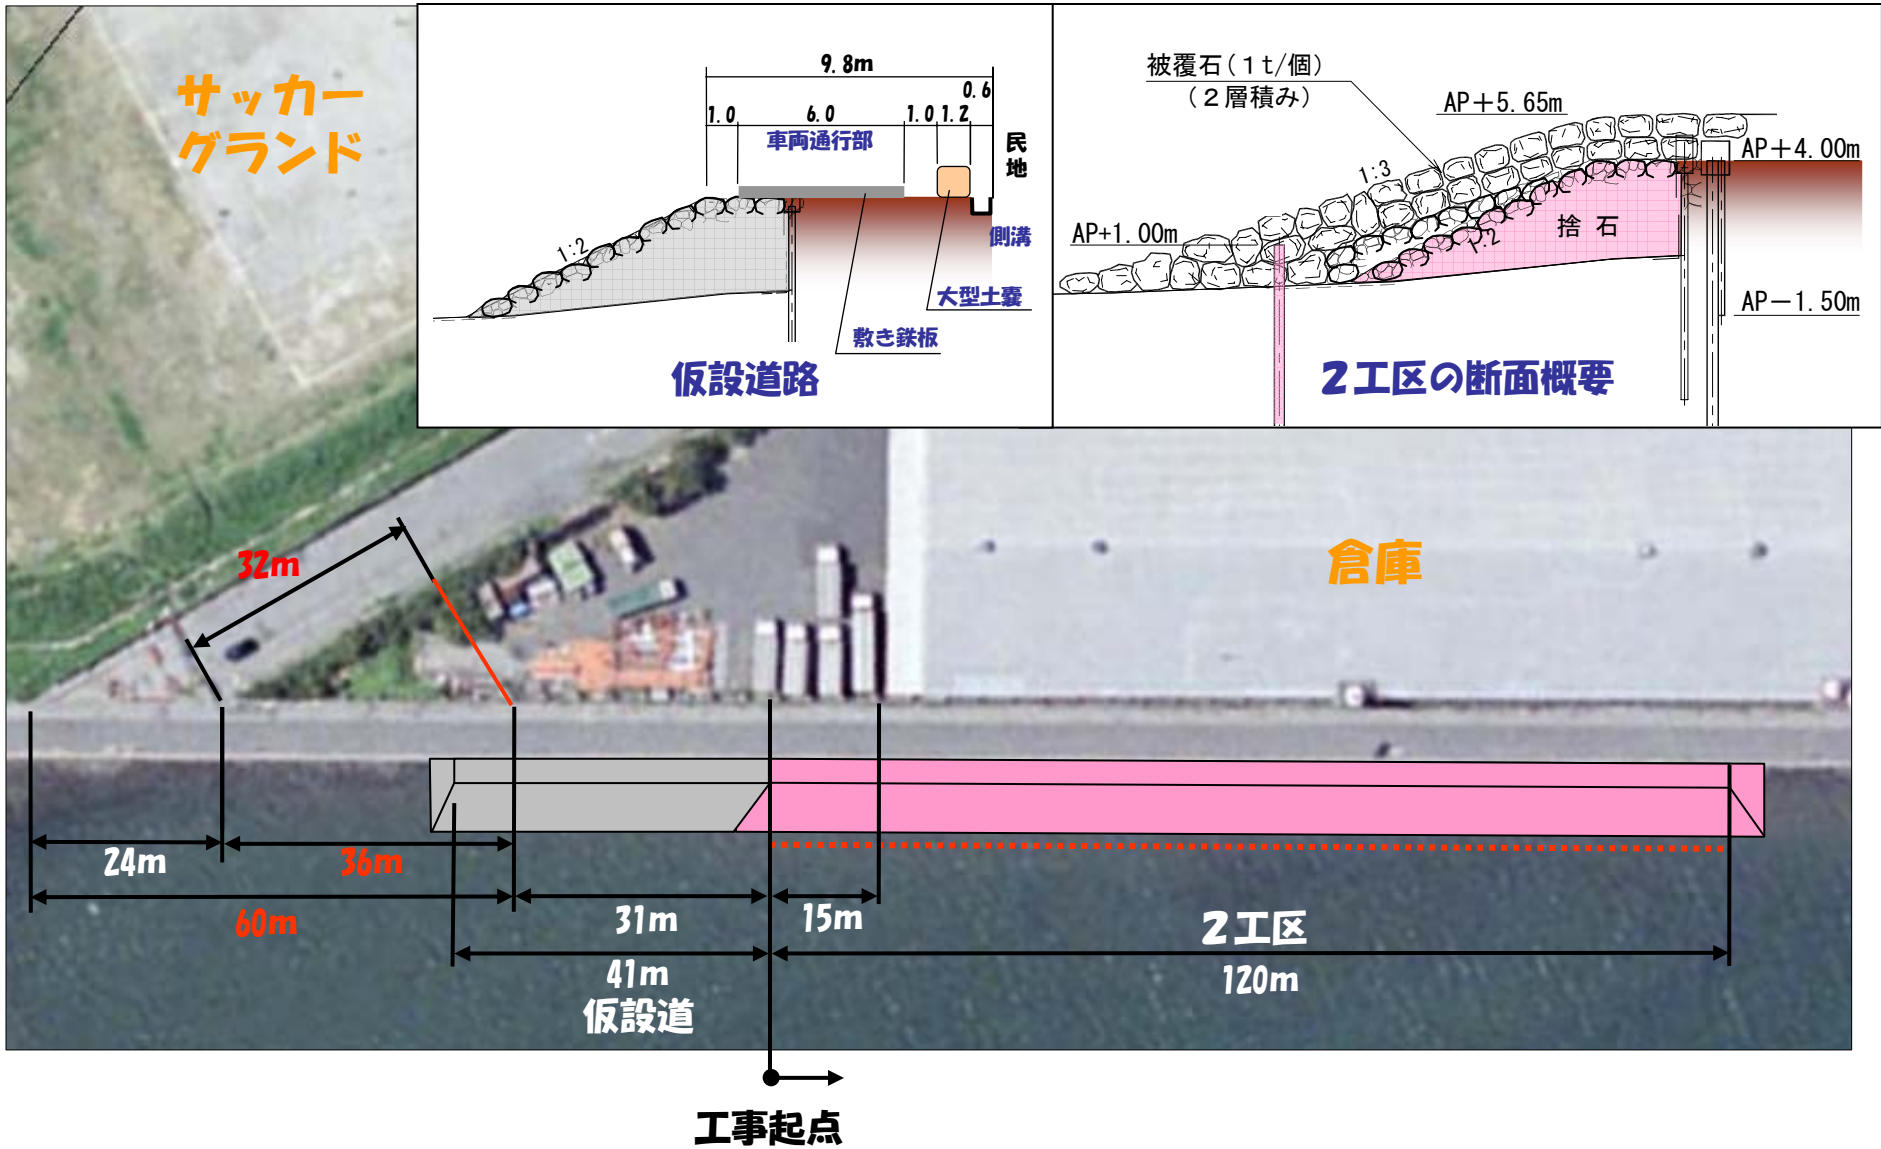 サッカー
グランド
9.8m
0.6
1.0
6.0
1.0
1.2
車両通行部
民
地
1:2
側溝
大型土嚢
敷き鉄板
仮設道路
被覆石(1t/個)
(2層積み)
AP+5.65m
AP+4.00m
1:3
AP+1.00m
1:2
捨石
AP-1.50m
2工区の断面概要
32m
倉庫
24m
36m
60m
31m
15m
2工区
41m
120m
仮設道
工事起点